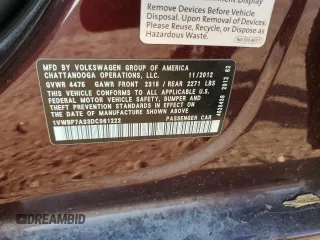 Display
Remove Devices Before Vehicle
Disposal. Upon Removal of Devices:
Please Reuse, Recycle or Dispose as
Hazardous Waste.
MFD BY VOLKSWAGEN GROUP OF AMERICA
CHATTANOOGA OPERATIONS, LLC. 11/2012
GVWR 4476 GAWR FRONT 2316 / REAR 2271 LBS
THIS VEHICLE CONFORMS TO ALL APPLICABLE
FEDERAL MOTOR VEHICLE SAFETY, BUMPER, AND
THEFT PREVENTION STANDARDS IN EFFECT ON THE
DATE OF MANUFACTURE SHOWN ABOVE.
PASSENGER CAR
2012 02
DREAMBID